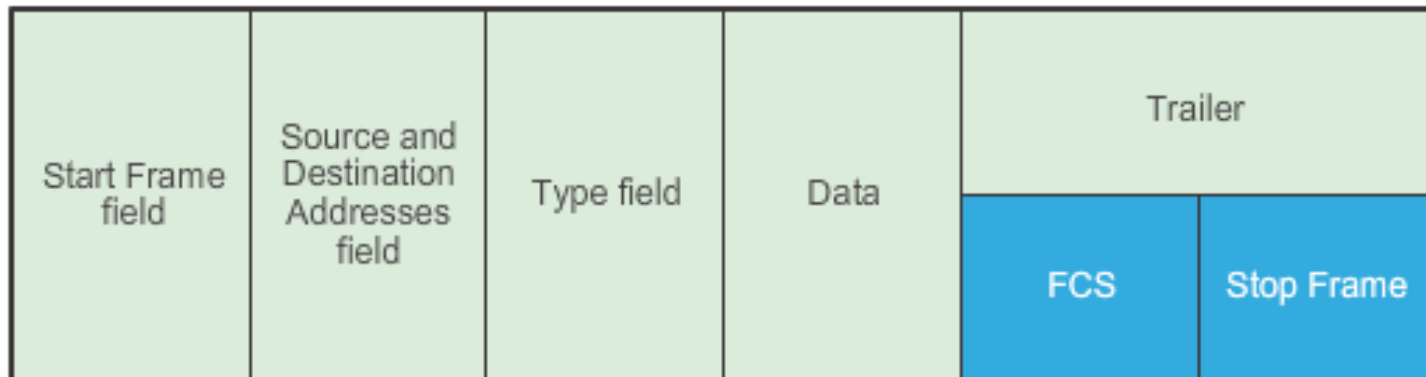 Start Frame
field
Source and
Destination
Addresses
field
Type field
Data
Trailer
FCS
Stop Frame